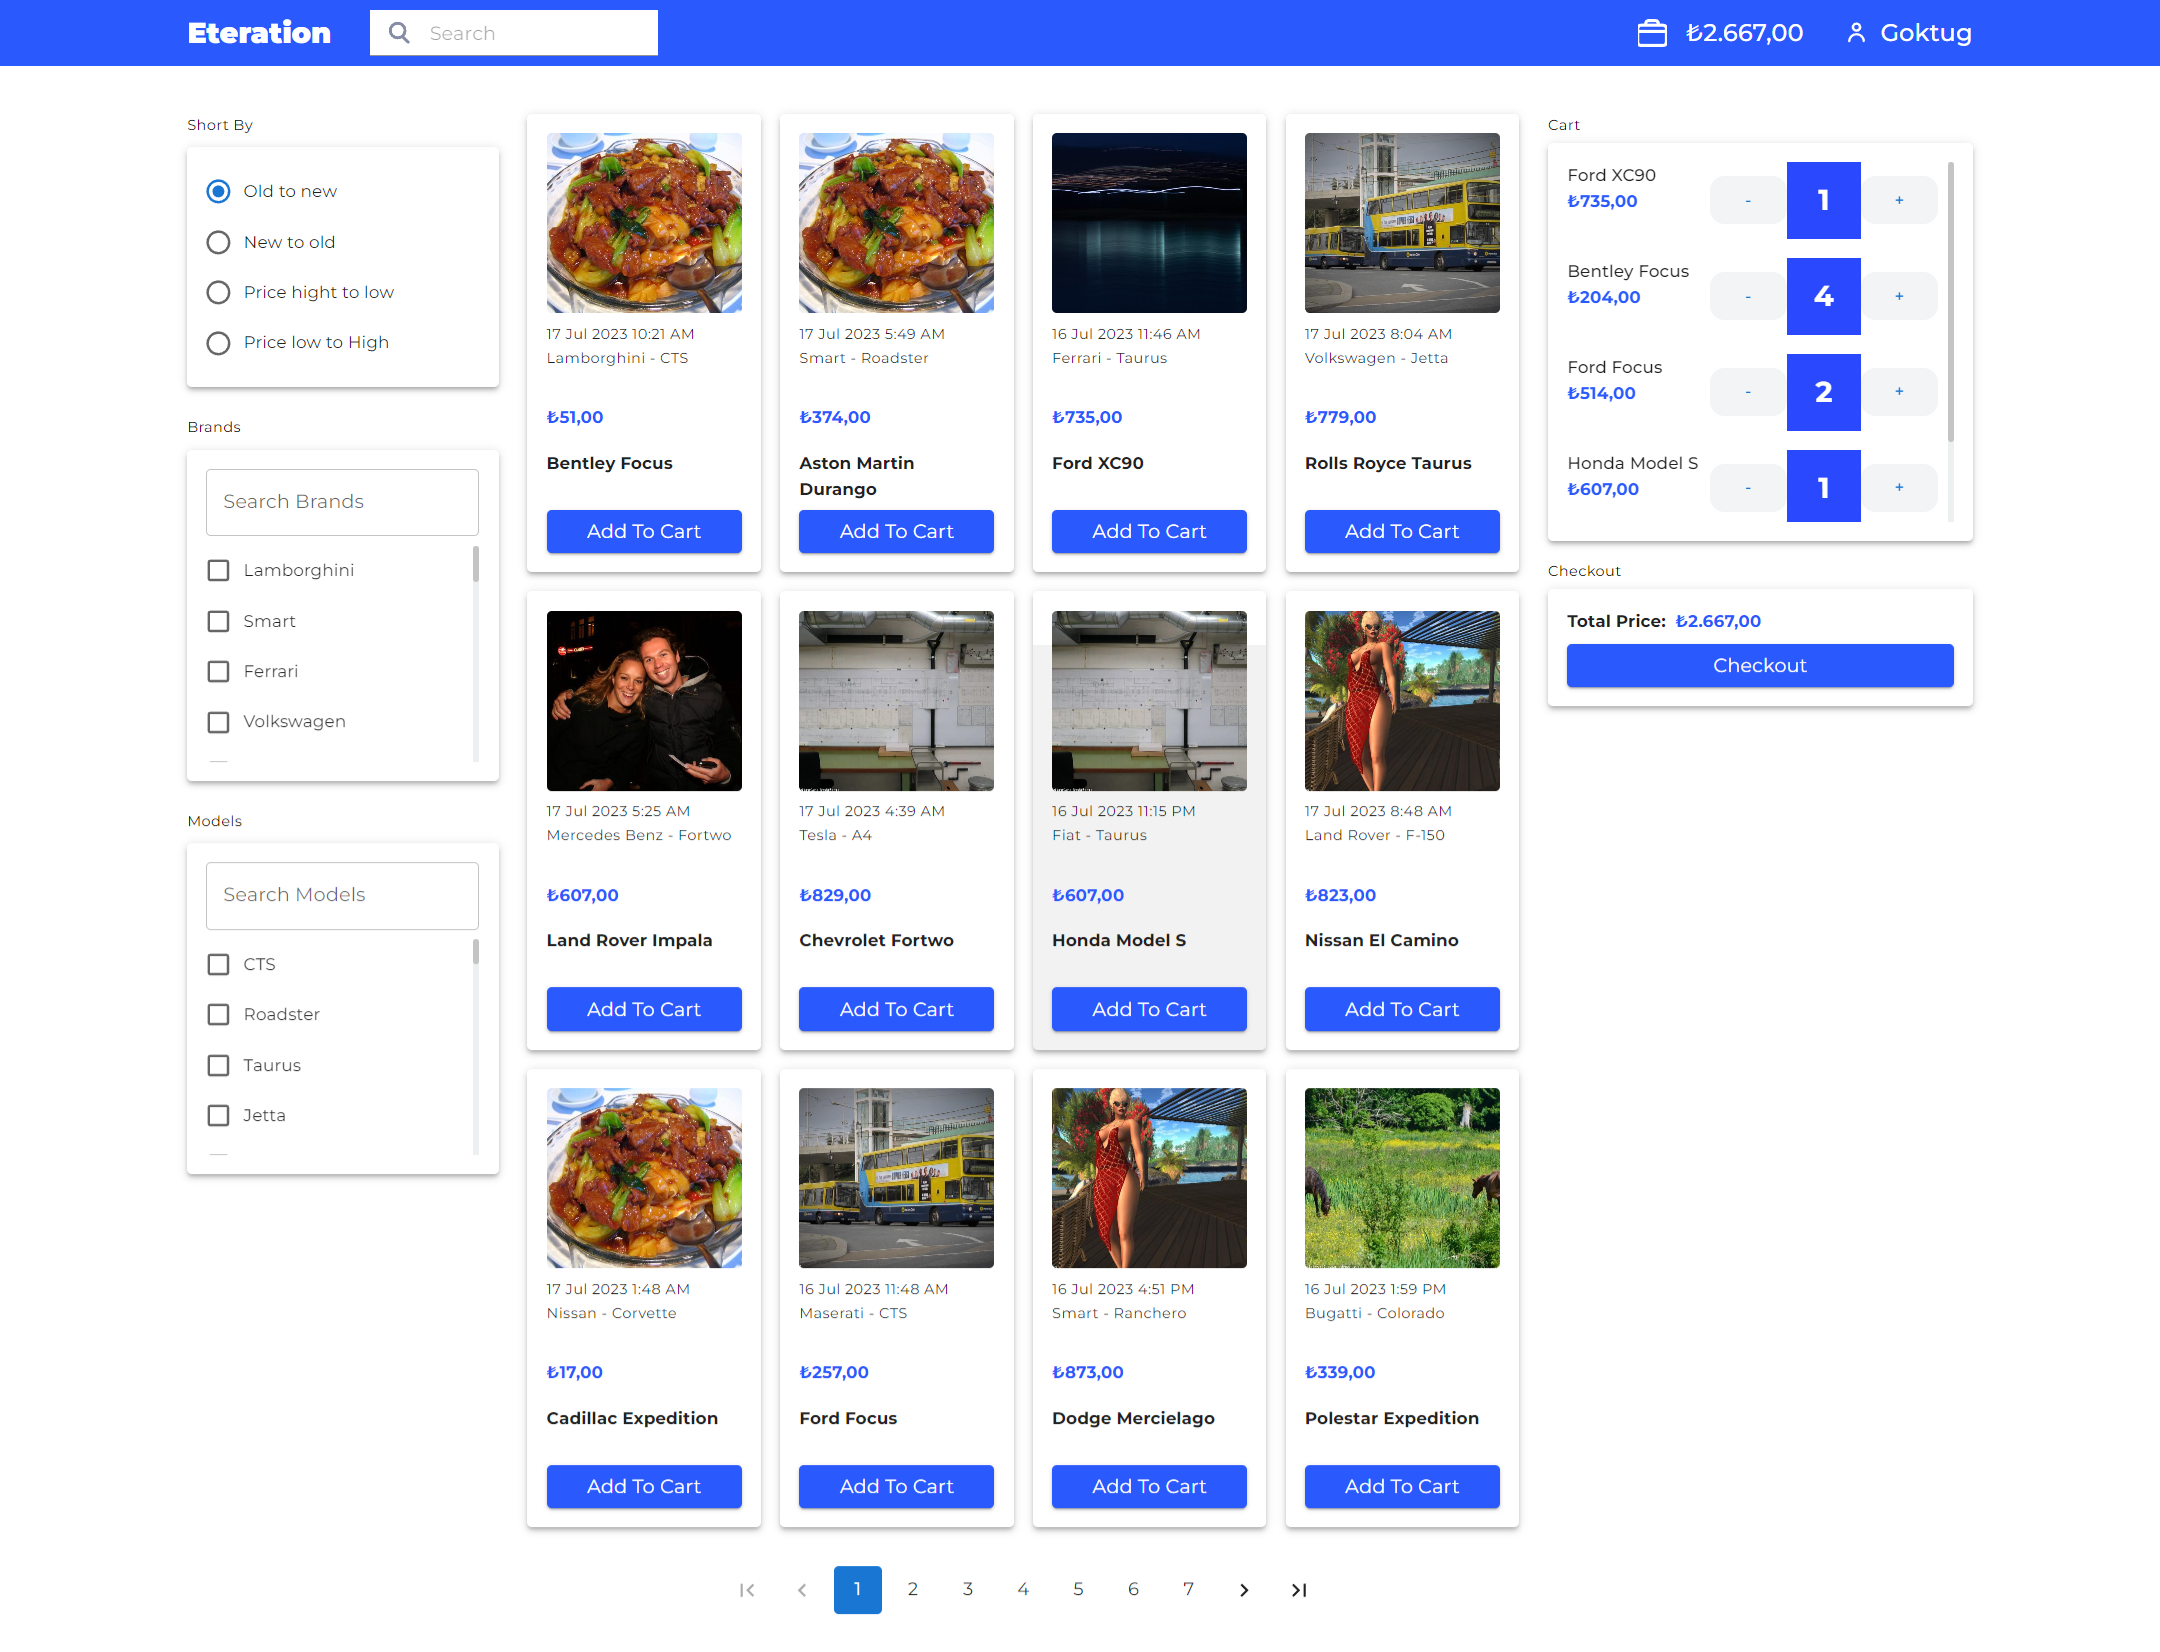 Eteration
Search
₺2.667,00
Goktug
Short By
Old to new
New to old
Price hight to low
Price low to High
Brands
Search Brands
Lamborghini
Smart
Ferrari
Volkswagen
Models
Search Models
CTS
Roadster
Taurus
Jetta
17 Jul 2023 10:21 AM
Lamborghini - CTS
₺51,00
Bentley Focus
Add To Cart
17 Jul 2023 5:49 AM
Smart - Roadster
₺374,00
Aston Martin
Durango
Add To Cart
16 Jul 2023 11:46 AM
Ferrari - Taurus
₺735,00
Ford XC90
Add To Cart
17 Jul 2023 8:04 AM
Volkswagen - Jetta
₺779,00
Rolls Royce Taurus
Add To Cart
17 Jul 2023 5:25 AM
Mercedes Benz - Fortwo
₺607,00
Land Rover Impala
Add To Cart
17 Jul 2023 4:39 AM
Tesla - A4
₺829,00
Chevrolet Fortwo
Add To Cart
16 Jul 2023 11:15 PM
Fiat - Taurus
₺607,00
Honda Model S
Add To Cart
17 Jul 2023 8:48 AM
Land Rover - F-150
₺823,00
Nissan El Camino
Add To Cart
17 Jul 2023 1:48 AM
Nissan - Corvette
₺17,00
Cadillac Expedition
Add To Cart
16 Jul 2023 11:48 AM
Maserati - CTS
₺257,00
Ford Focus
Add To Cart
16 Jul 2023 4:51 PM
Smart - Ranchero
₺873,00
Dodge Mercielago
Add To Cart
16 Jul 2023 1:59 PM
Bugatti - Colorado
₺339,00
Polestar Expedition
Add To Cart
1 2 3 4 5 6 7
Cart
Ford XC90
₺735,00
- 1 +
Bentley Focus
₺204,00
- 4 +
Ford Focus
₺514,00
- 2 +
Honda Model S
₺607,00
- 1 +
Checkout
Total Price: ₺2.667,00
Checkout